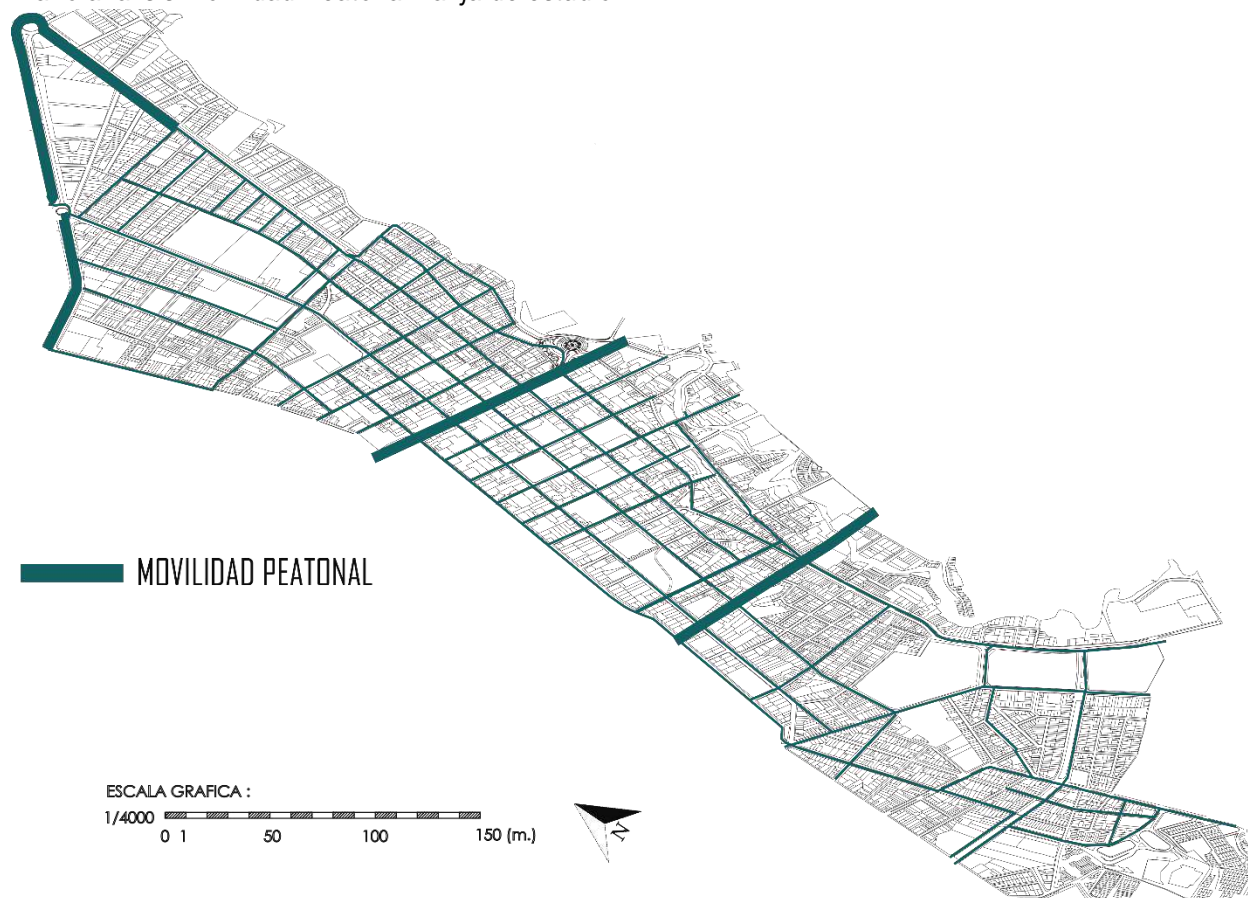 MOVILIDAD PEATONAL
ESCALA GRAFICA :
1/4000
0 1 50 100 150 (m.)
N